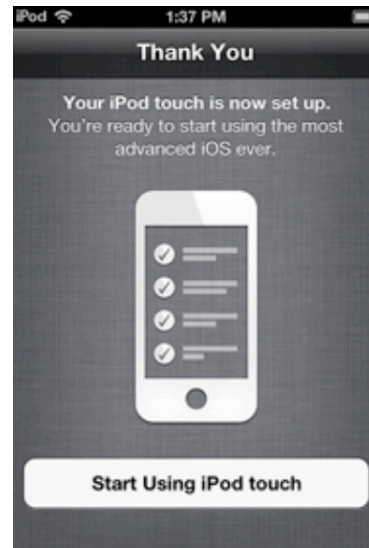 iPod 1:37 PM
Thank You
Your iPod touch is now set up.
You're ready to start using the most
advanced iOS ever.
Start Using iPod touch